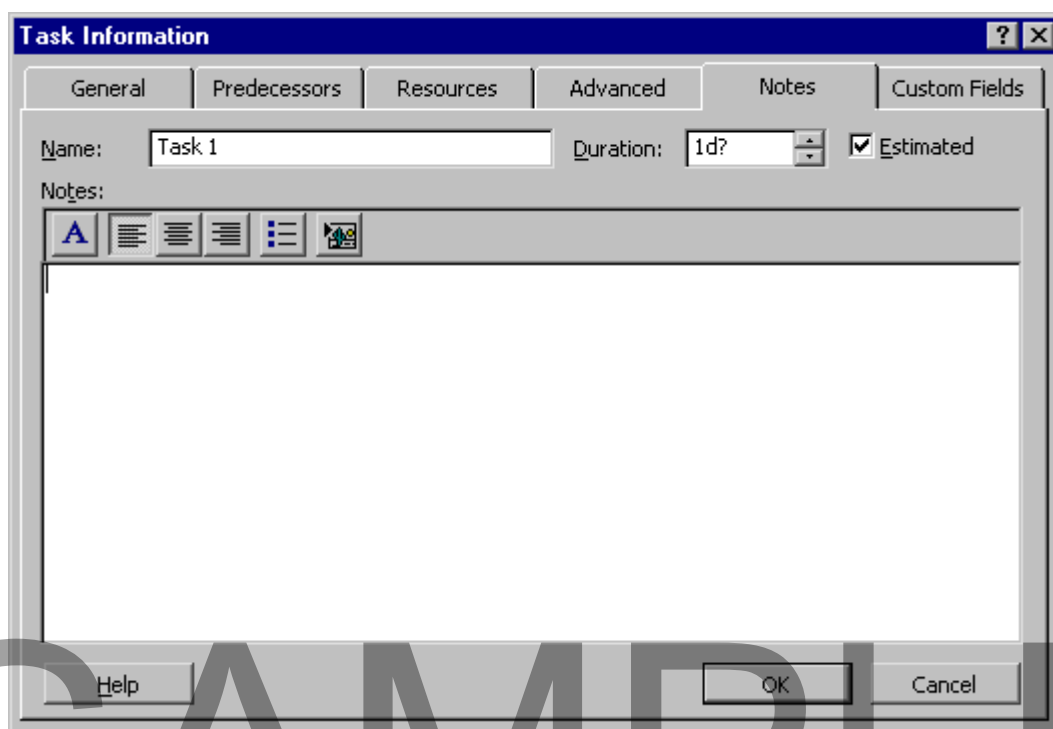 Task Information
General Predecessors Resources Advanced Notes Custom Fields
Name: Task 1 Duration: 1d? Estimated
Notes:
A
Help OK Cancel